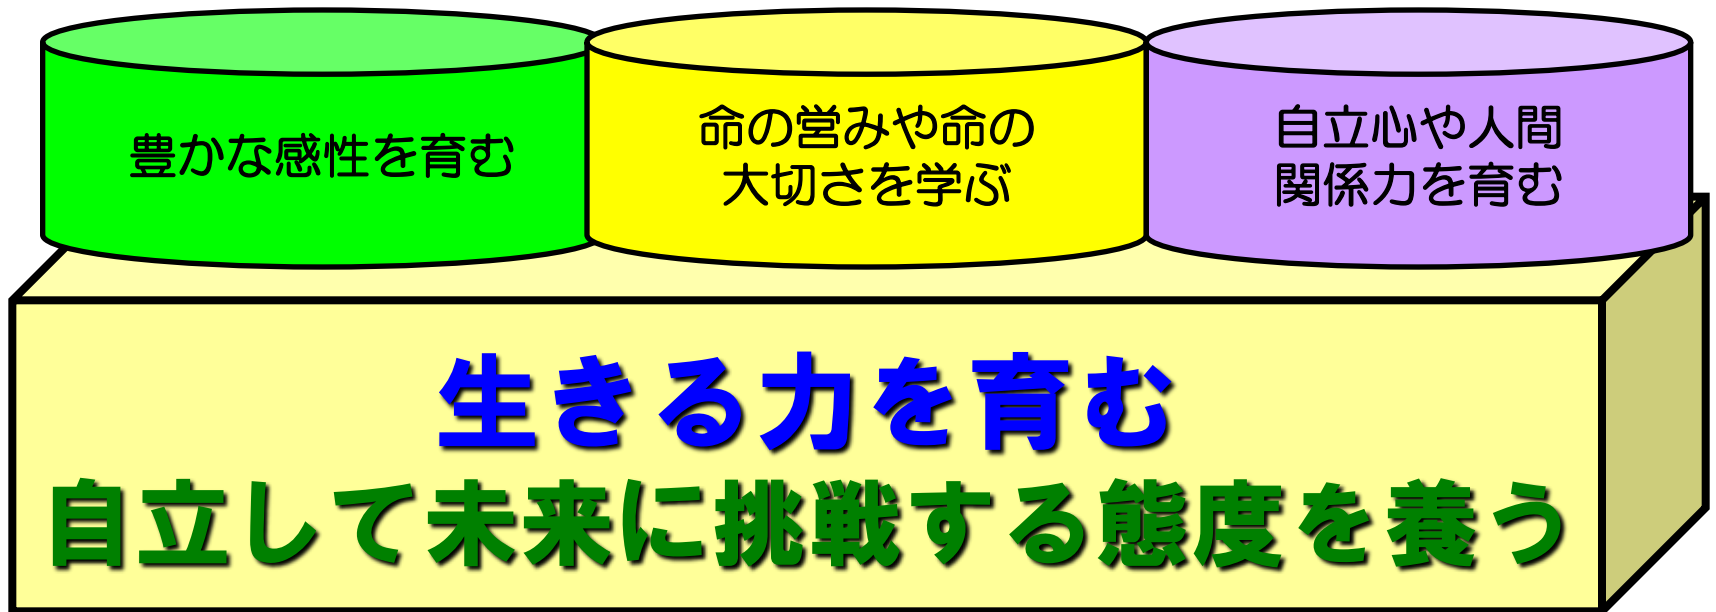 豊かな感性を育む
命の営みや命の
大切さを学ぶ
自立心や人間
関係力を育む
生きる力を育む
自立して未来に挑戦する態度を養う